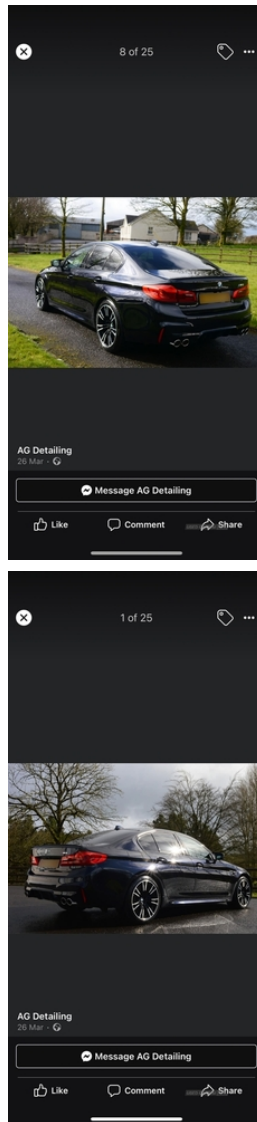 8 of 25
AG Detailing
26 Mar
Message AG Detailing
Like Comment Share
1 of 25
AG Detailing
26 Mar
Message AG Detailing
Like Comment Share